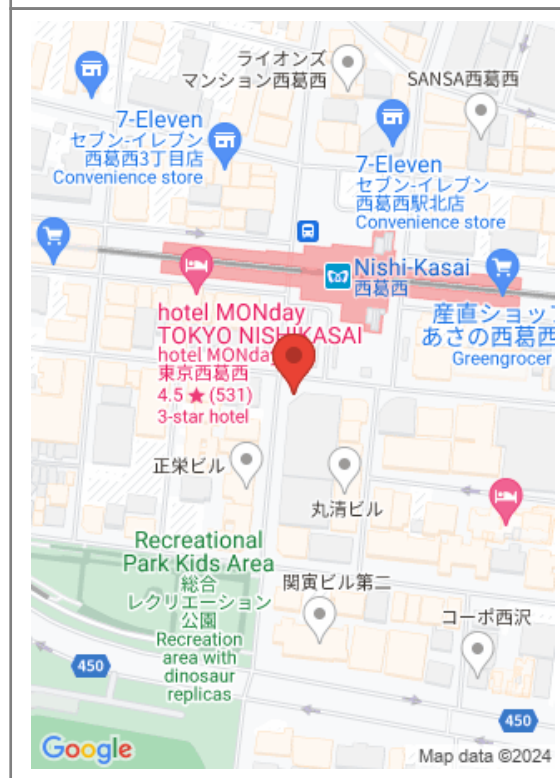 ライオンズ
マンション西葛西
SANSA西葛西
7-Eleven
セブン-イレブン
西葛西3丁目店
Convenience store
7-Eleven
セブン‐イレブン
西葛西駅北店
Convenience store
Nishi-Kasai
西葛西
hotel MONday
TOKYO NISHIKASAI
hotel MONday
東京西葛西
4.5 ★ (531)
3-star hotel
産直ショップ
あさの西葛西
Greengrocer
正栄ビル
丸清ビル
Recreational
Park Kids Area
総合
レクリエーション
公園
Recreation
area with
dinosaur
replicas
関寅ビル第二
コーポ西沢
450
450
Google
Map data ©2024